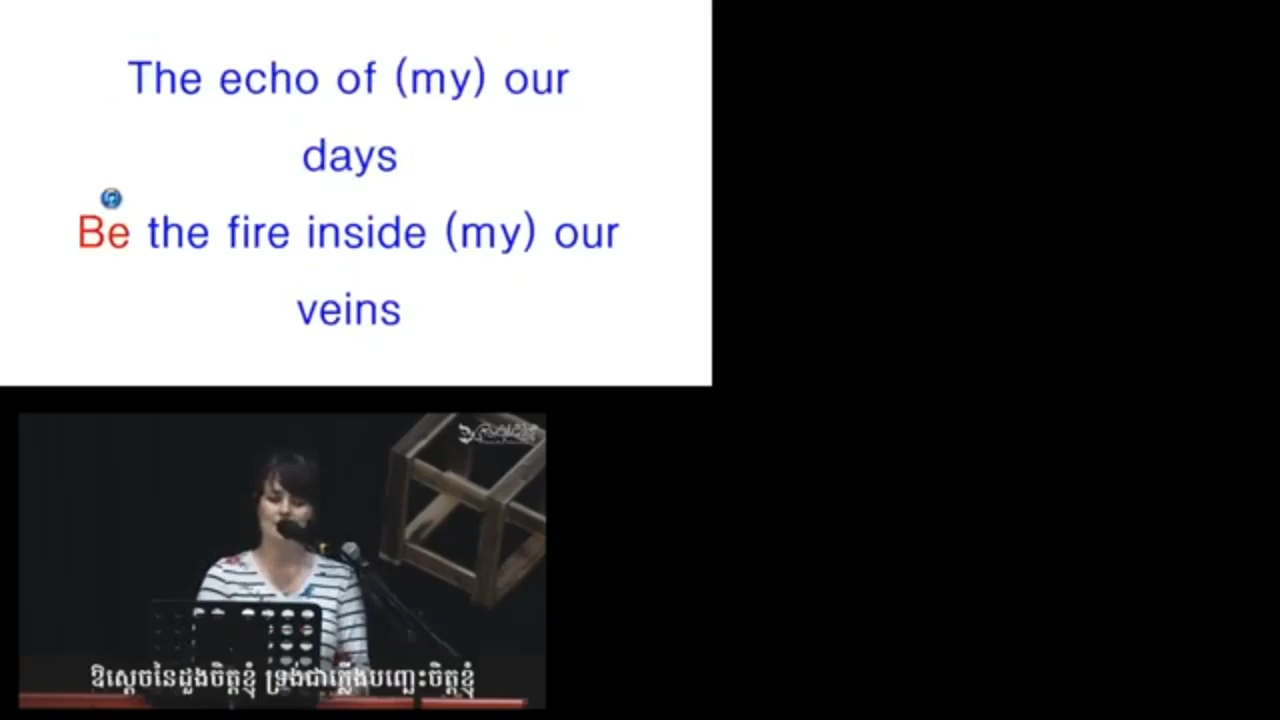 The echo of (my) our
days
Be the fire inside (my) our
veins
ឱស្ដេចនៃដួងចិត្តខ្ញុំ ទ្រង់ជាភ្លើងបញ្ឆេះចិត្តខ្ញុំ